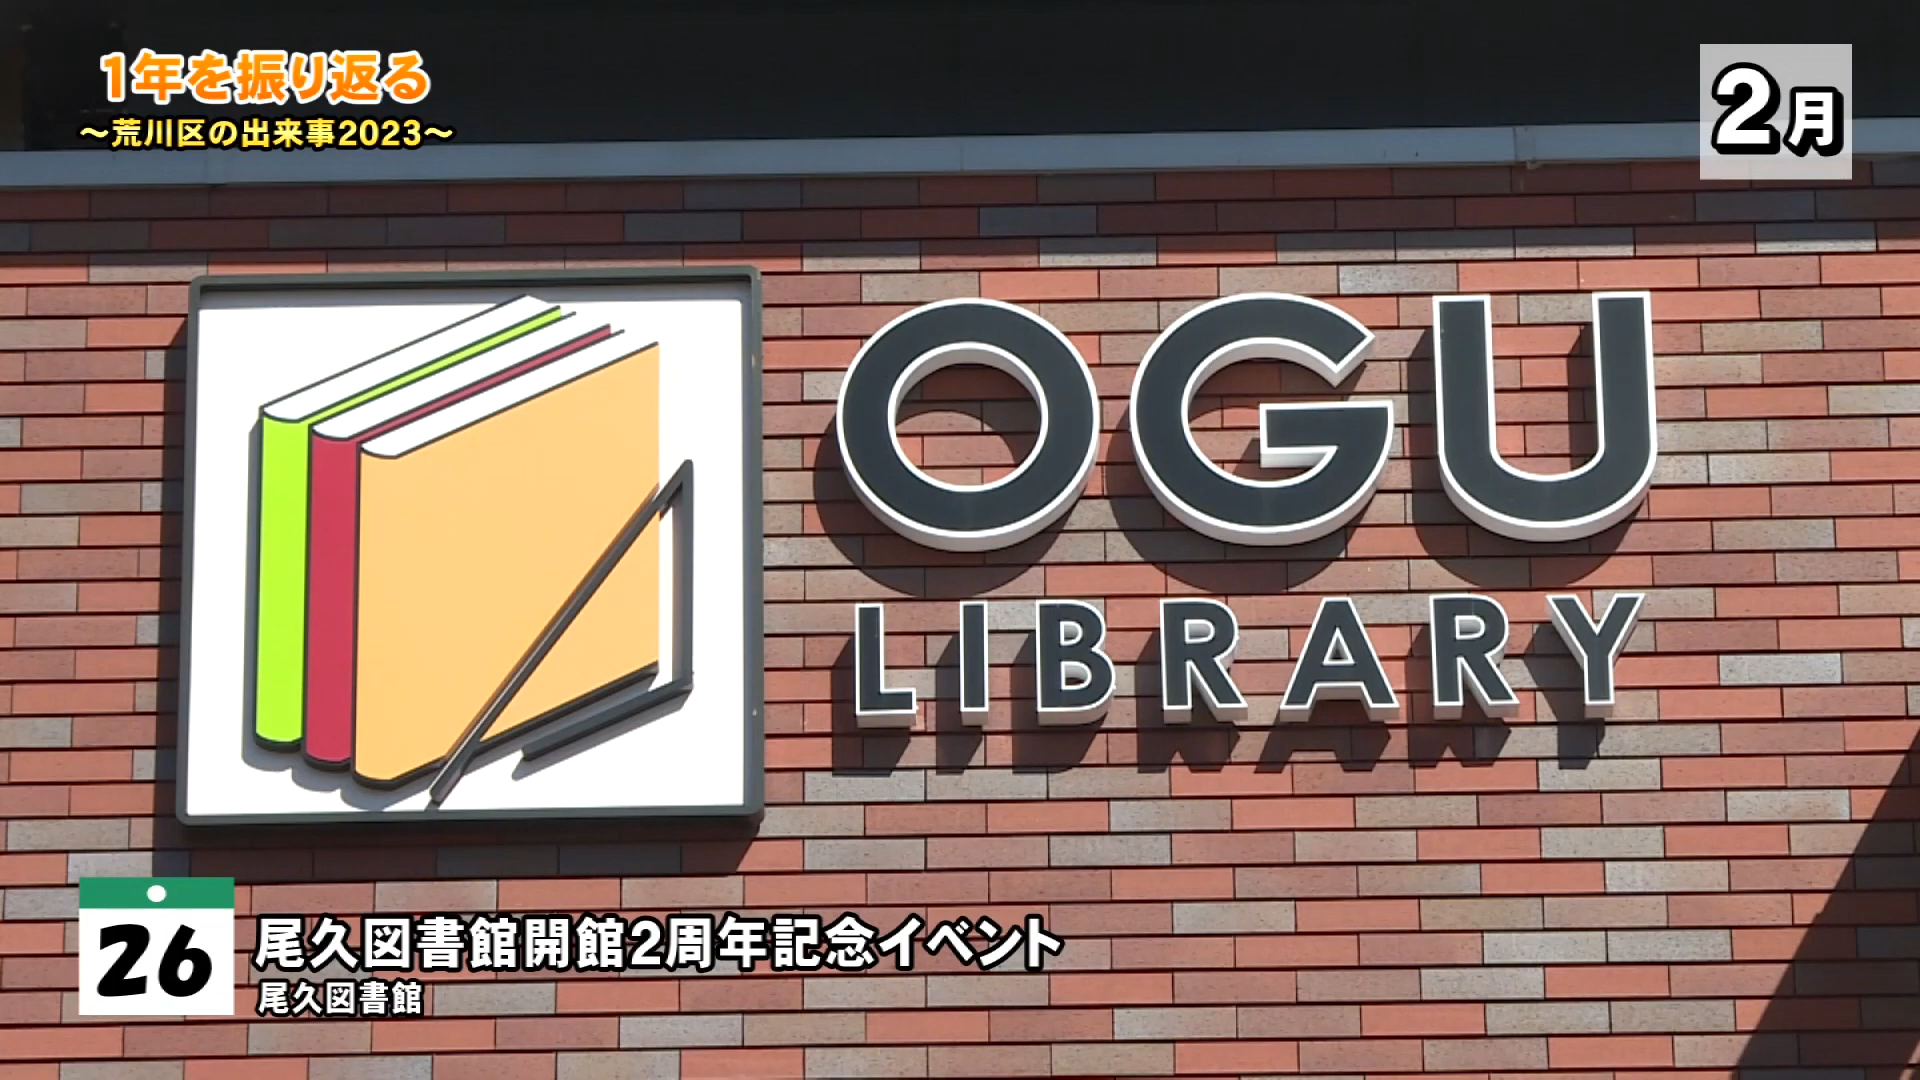 1年を振り返る
～荒川区の出来事2023～
2月
OGU
LIBRARY
26
尾久図書館開館2周年記念イベント
尾久図書館